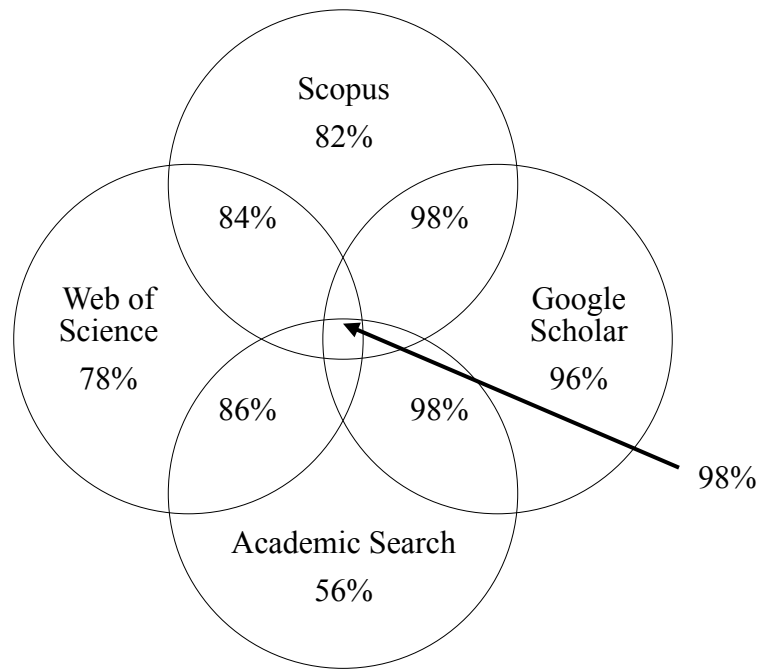 Scopus
82%
84%
98%
Web of
Science
78%
Google
Scholar
96%
86%
98%
98%
Academic Search
56%